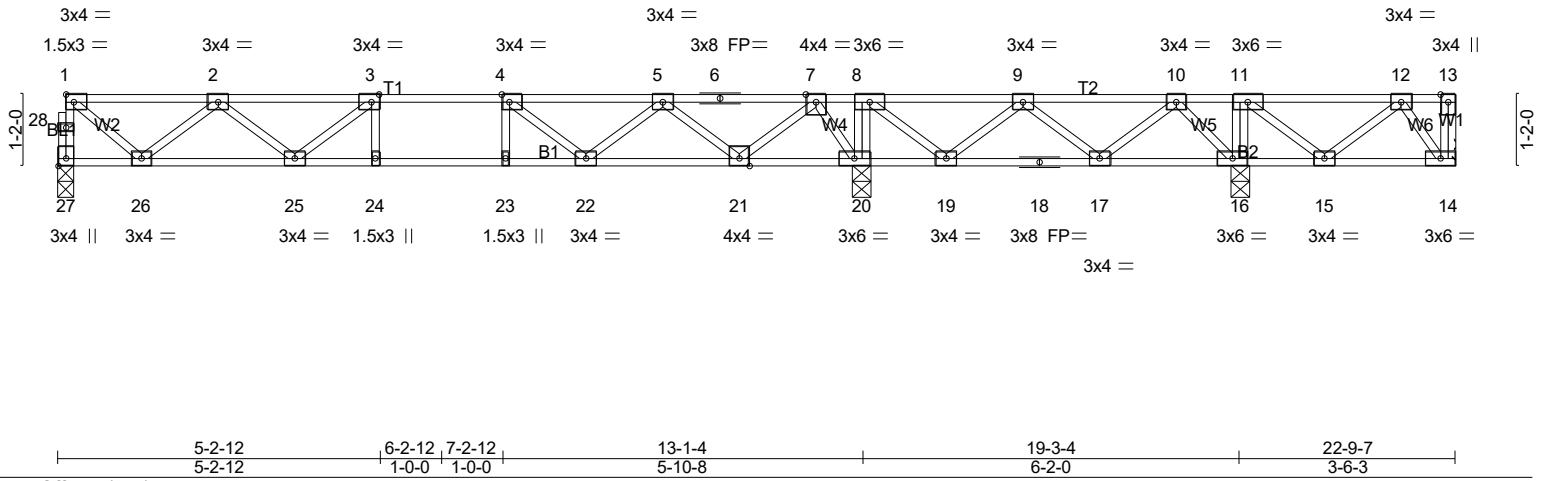 3x4 = 3x4 = 3x4 =
1.5x3 = 3x4 = 3x4 = 3x4 = 3x8 FP= 4x4 = 3x6 = 3x4 = 3x4 = 3x6 = 3x4 ||
1 2 3 4 5 6 7 8 9 10 11 12 13
T1 T2
1-2-0 28 BL1 W2 W4 W5 W6 W1 1-2-0
B1 B2
27 26 25 24 23 22 21 20 19 18 17 16 15 14
3x4 || 3x4 = 3x4 = 1.5x3 || 1.5x3 || 3x4 = 4x4 = 3x6 = 3x4 = 3x8 FP= 3x6 = 3x4 = 3x6 =
3x4 =
5-2-12 6-2-12 7-2-12 13-1-4 19-3-4 22-9-7
5-2-12 1-0-0 1-0-0 5-10-8 6-2-0 3-6-3